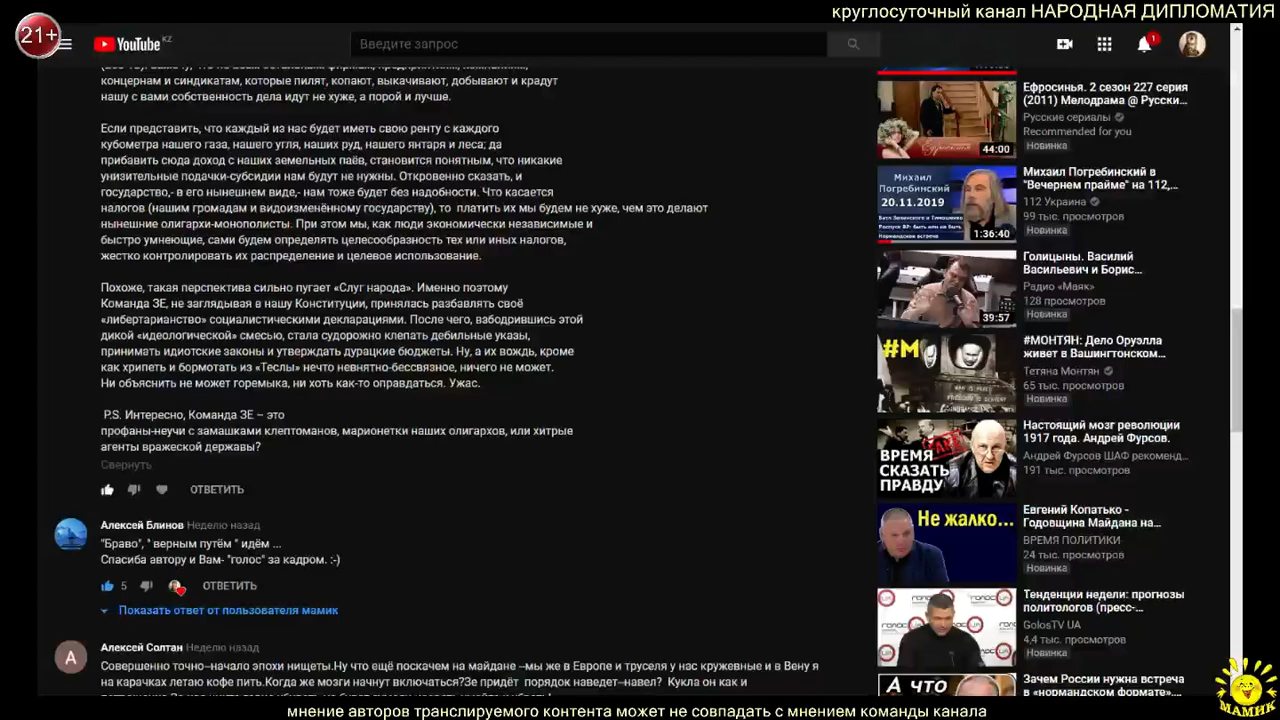 круглосуточный канал НАРОДНАЯ ДИПЛОМАТИЯ
21+
YouTube KZ
Введите запрос
1
концернам и синдикатам, которые пилят, копают, выкачивают, добывают и крадут
нашу с вами собственность дела идут не хуже, а порой и лучше.
Если представить, что каждый из нас будет иметь свою ренту с каждого
кубометра нашего газа, нашего угля, наших руд, нашего янтаря и леса; да
прибавить сюда доход с наших земельных паёв, становится понятным, что никакие
унизительные подачки-субсидии нам будут не нужны. Откровенно сказать, и
государство,- в его нынешнем виде,- нам тоже будет без надобности. Что касается
налогов (нашим громадам и видоизменённому государству), то платить их мы будем не хуже, чем это делают
нынешние олигархи-монополисты. При этом мы, как люди экономически независимые и
быстро умнеющие, сами будем определять целесообразность тех или иных налогов,
жестко контролировать их распределение и целевое использование.
Похоже, такая перспектива сильно пугает «Слуг народа». Именно поэтому
Команда ЗЕ, не заглядывая в нашу Конституции, принялась разбавлять своё
«либертарианство» социалистическими декларациями. После чего, взбодрившись этой
дикой «идеологической» смесью, стала судорожно клепать дебильные указы,
принимать идиотские законы и утверждать дурацкие бюджеты. Ну, а их вождь, кроме
как хрипеть и бормотать из «Теслы» нечто невнятно-бессвязное, ничего не может.
Ни объяснить не может горемыка, ни хоть как-то оправдаться. Ужас.
P.S. Интересно, Команда ЗЕ – это
профаны-неучи с замашками клептоманов, марионетки наших олигархов, или хитрые
агенты вражеской державы?
Свернуть
ОТВЕТИТЬ
Алексей Блинов Неделю назад
"Браво", " верным путём " идём ...
Спасиба автору и Вам- "голос" за кадром. :-)
5 ОТВЕТИТЬ
Показать ответ от пользователя мамик
А
Алексей Солтан Неделю назад
Совершенно точно–начало эпохи нищеты.Ну что ещё поскачем на майдане –мы же в Европе и труселя у нас кружевные и в Вену я
на карачках летаю кофе пить.Когда же мозги начнут включаться?Зе придёт порядок наведет–навел? Кукла он как и
Ефросинья. 2 сезон 227 серия
(2011) Мелодрама @ Русски...
Русские сериалы
Recommended for you
Новинка
44:00
Михаил
Погребинский
20.11.2019
1:36:40
Михаил Погребинский в
"Вечернем прайме" на 112,...
112 Украина
99 тыс. просмотров
Новинка
39:57
Голицыны. Василий
Васильевич и Борис...
Радио «Маяк»
128 просмотров
Новинка
#М
#МОНТЯН: Дело Оруэлла
живет в Вашингтонском...
Тетяна Монтян
65 тыс. просмотров
Новинка
ВРЕМЯ
СКАЗАТЬ
ПРАВДУ
Настоящий мозг революции
1917 года. Андрей Фурсов.
Андрей Фурсов ШАФ рекоменд...
191 тыс. просмотров
Не жалко...
Евгений Копатько -
Годовщина Майдана на...
ВРЕМЯ ПОЛИТИКИ
24 тыс. просмотров
Новинка
Тенденции недели: прогнозы
политологов (пресс-...
GolosTV UA
4,4 тыс. просмотров
Новинка
А ЧТО
Зачем России нужна встреча
в «нормандском формате»....
МАМИК
мнение авторов транслируемого контента может не совпадать с мнением команды канала